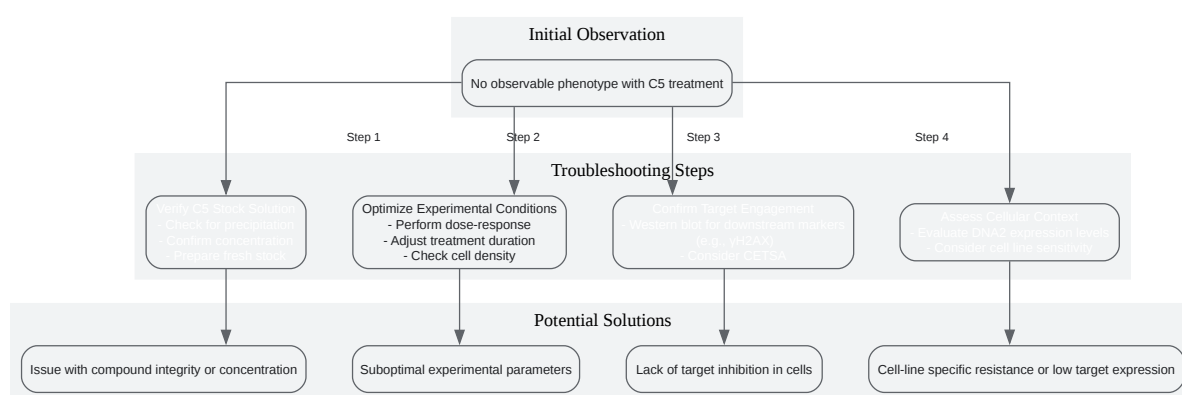 Initial Observation
No observable phenotype with C5 treatment
Step 1
Step 2
Step 3
Step 4
Troubleshooting Steps
Verify C5 Stock Solution
- Check for precipitation
- Confirm concentration
- Prepare fresh stock
Optimize Experimental Conditions
- Perform dose-response
- Adjust treatment duration
- Check cell density
Confirm Target Engagement
- Western blot for downstream markers
(e.g., γH2AX)
- Consider CETSA
Assess Cellular Context
- Evaluate DNA2 expression levels
- Consider cell line sensitivity
Potential Solutions
Issue with compound integrity or concentration
Suboptimal experimental parameters
Lack of target inhibition in cells
Cell-line specific resistance or low target expression